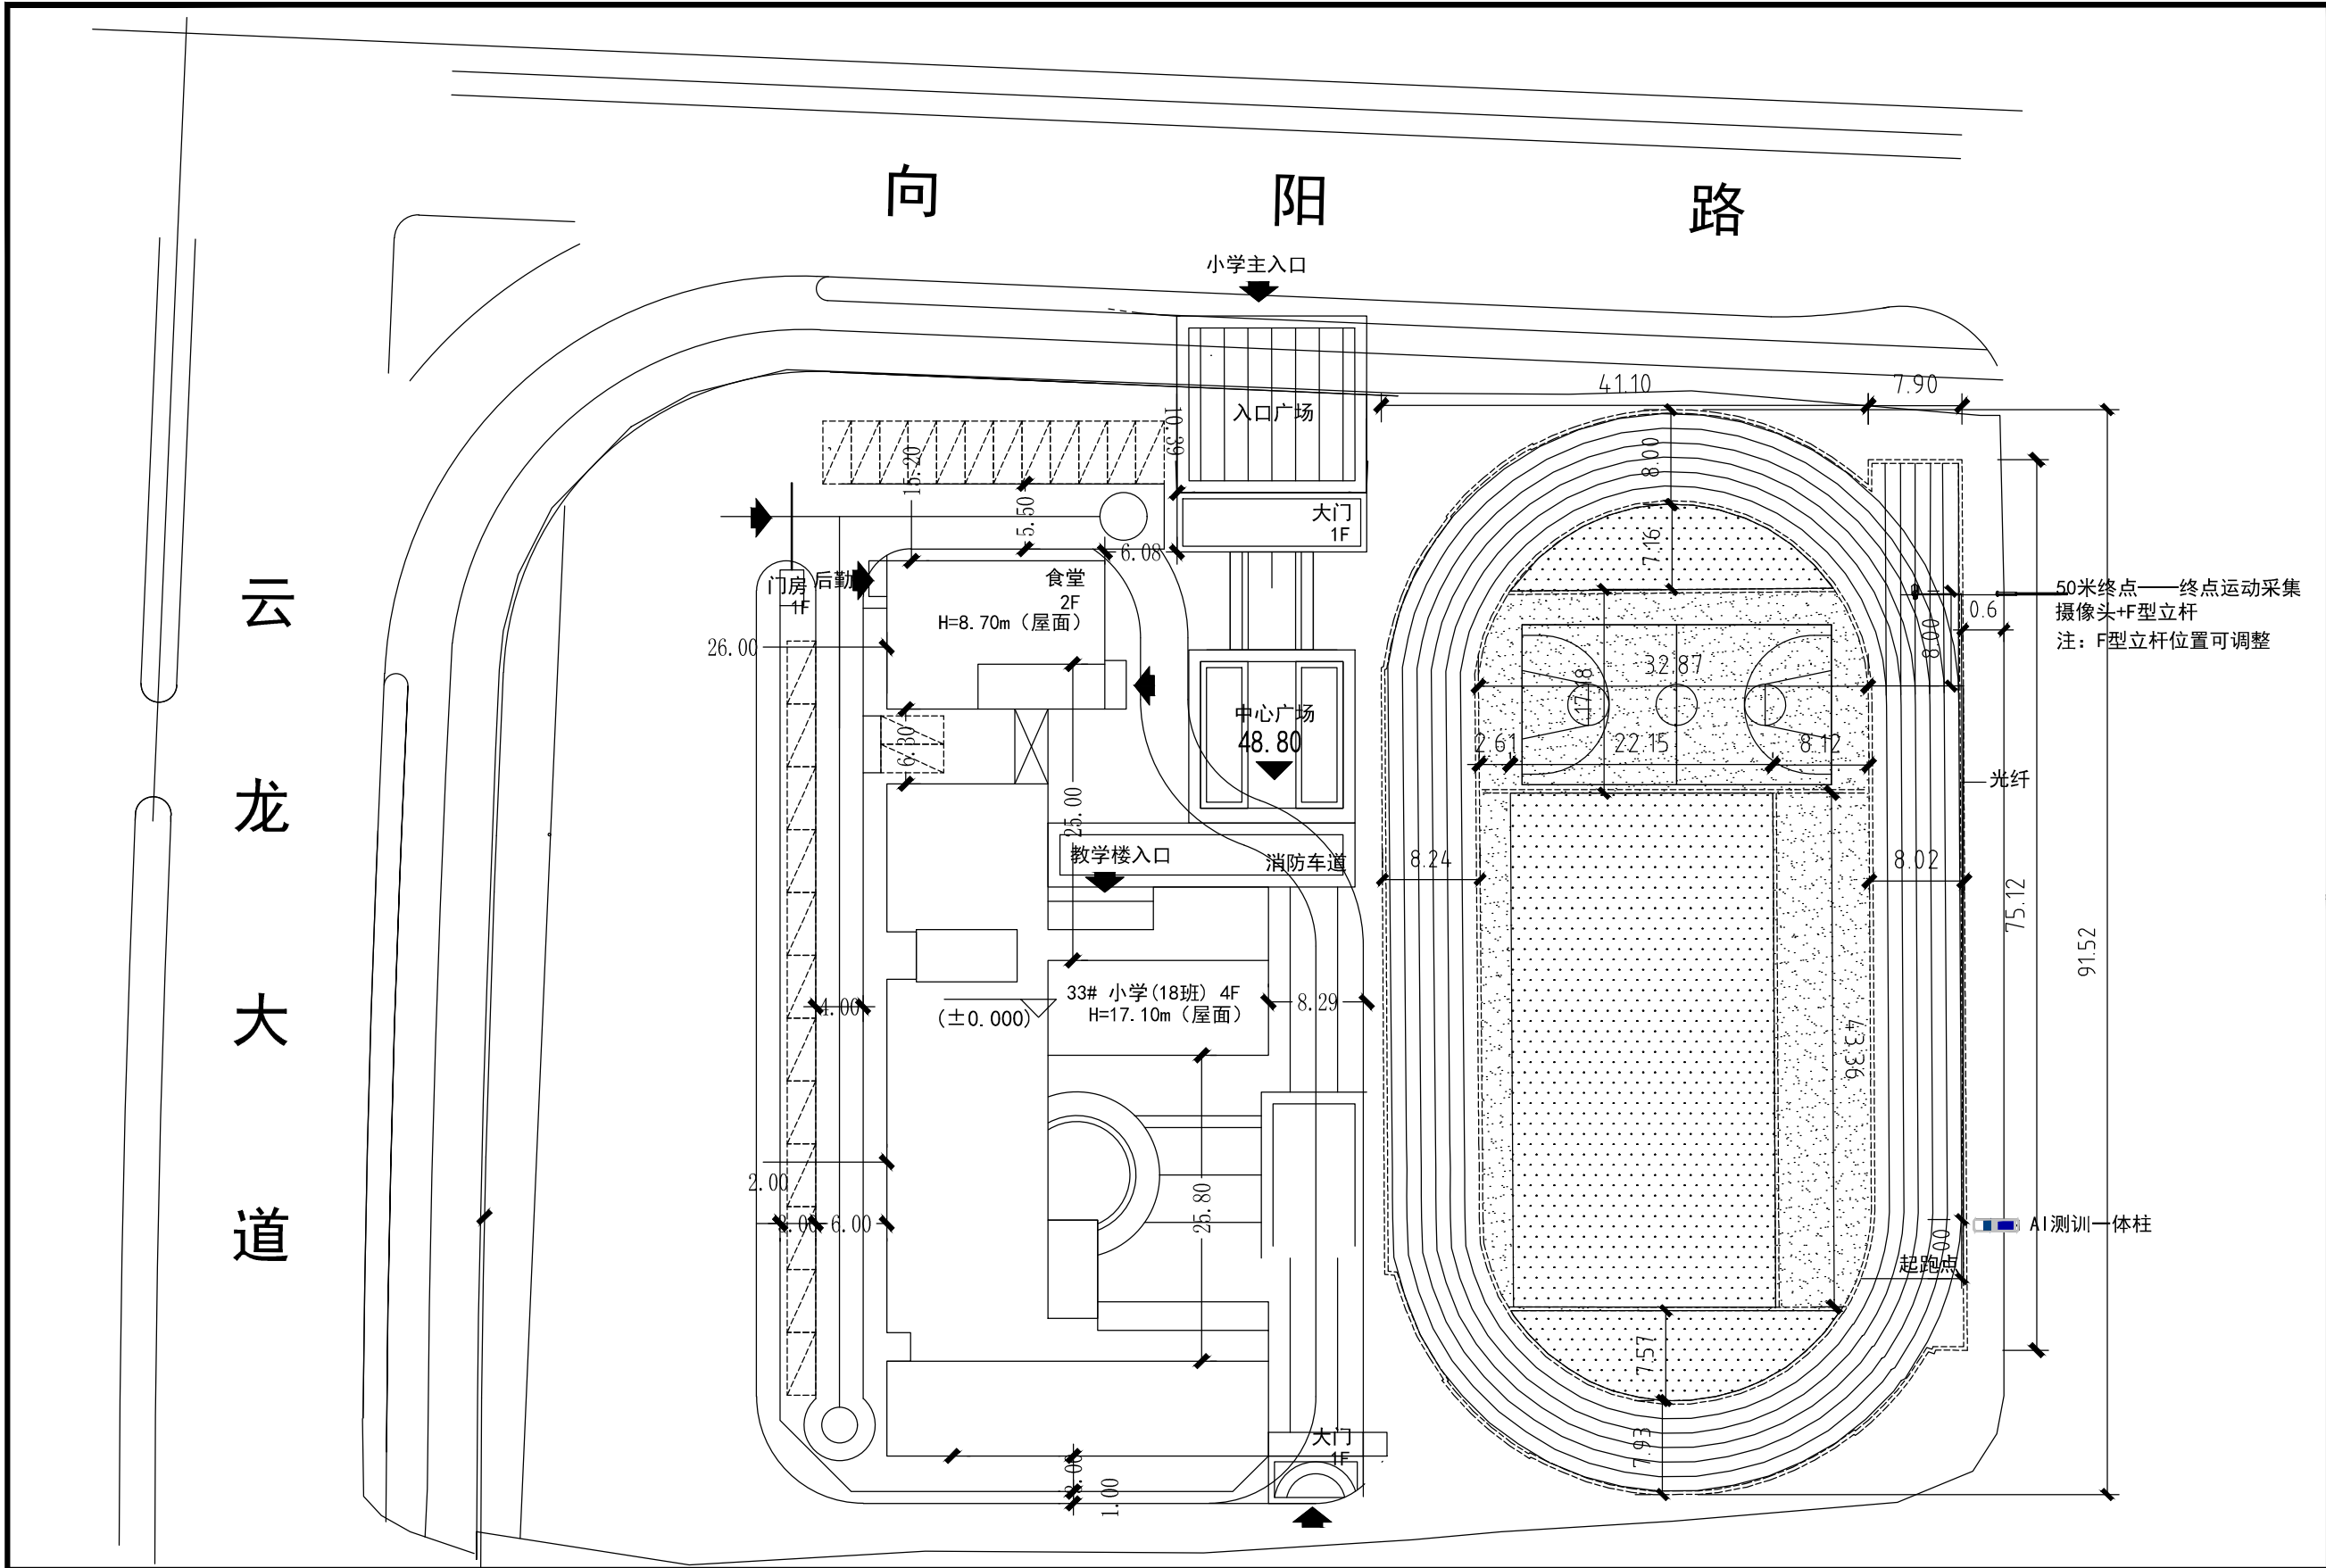 向阳路
小学主入口
41.10
7.90
入口广场
10.39
8.00
15.20
大门
1F
5.50
6.08
7.16
云龙大道
门房
1F
后勤
食堂
2F
H=8.70m（屋面）
50米终点——终点运动采集
摄像头+F型立杆
注：F型立杆位置可调整
0.6
8.00
26.00
32.87
17.18
中心广场
48.80
6.30
2.61
22.15
8.12
光纤
25.00
教学楼入口
消防车道
8.24
8.02
75.12
91.52
33# 小学(18班) 4F
H=17.10m（屋面）
(±0.000)
4.00
8.29
43.36
2.00
6.00
25.80
AI测训一体柱
起跑点
7.57
7.93
大门
1F
1.00